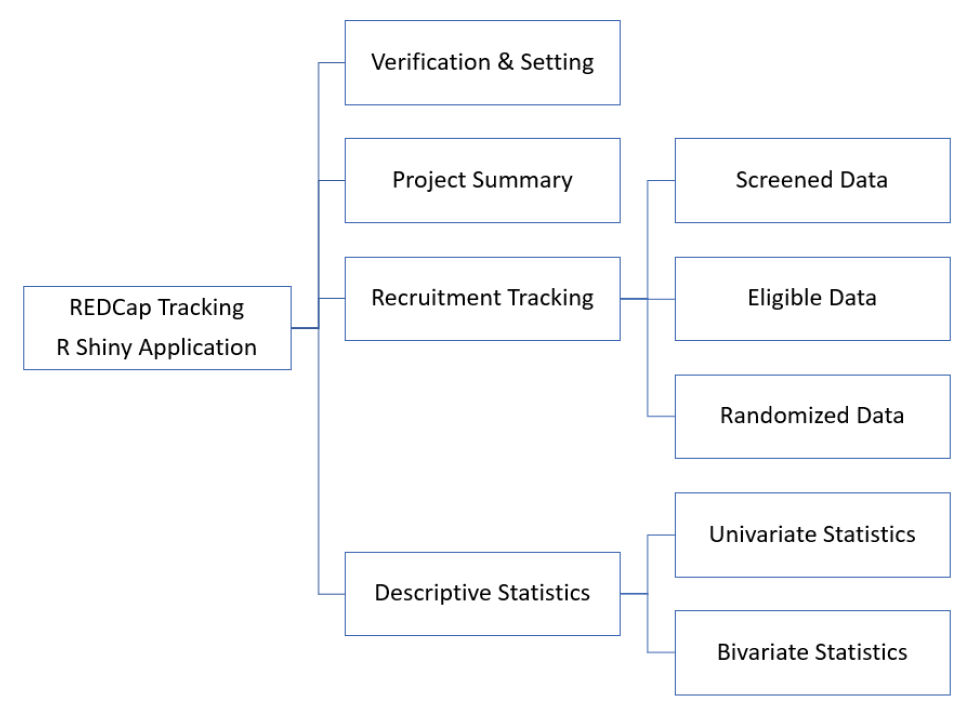 REDCap Tracking
R Shiny Application
Verification & Setting
Project Summary
Recruitment Tracking
Screened Data
Eligible Data
Randomized Data
Descriptive Statistics
Univariate Statistics
Bivariate Statistics